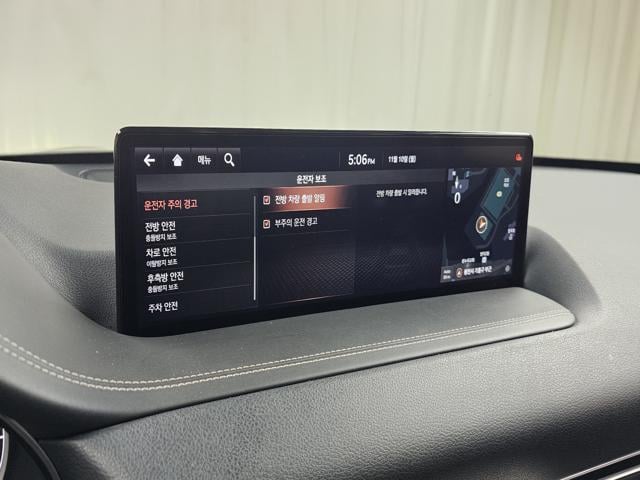 메뉴
5:06 PM
11월 10일 (월)
운전자 보조
운전자 주의 경고
전방 안전
충돌방지 보조
차로 안전
이탈방지 보조
후측방 안전
충돌방지 보조
주차 안전
전방 차량 출발 알림
부주의 운전 경고
전방 차량 출발 시 알려줍니다.
0